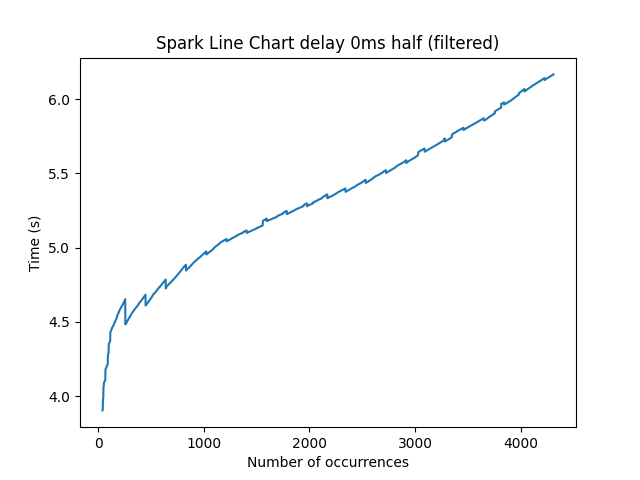 Spark Line Chart delay 0ms half (filtered)
6.0
5.5
5.0
4.5
4.0
Time (s)
0 1000 2000 3000 4000
Number of occurrences